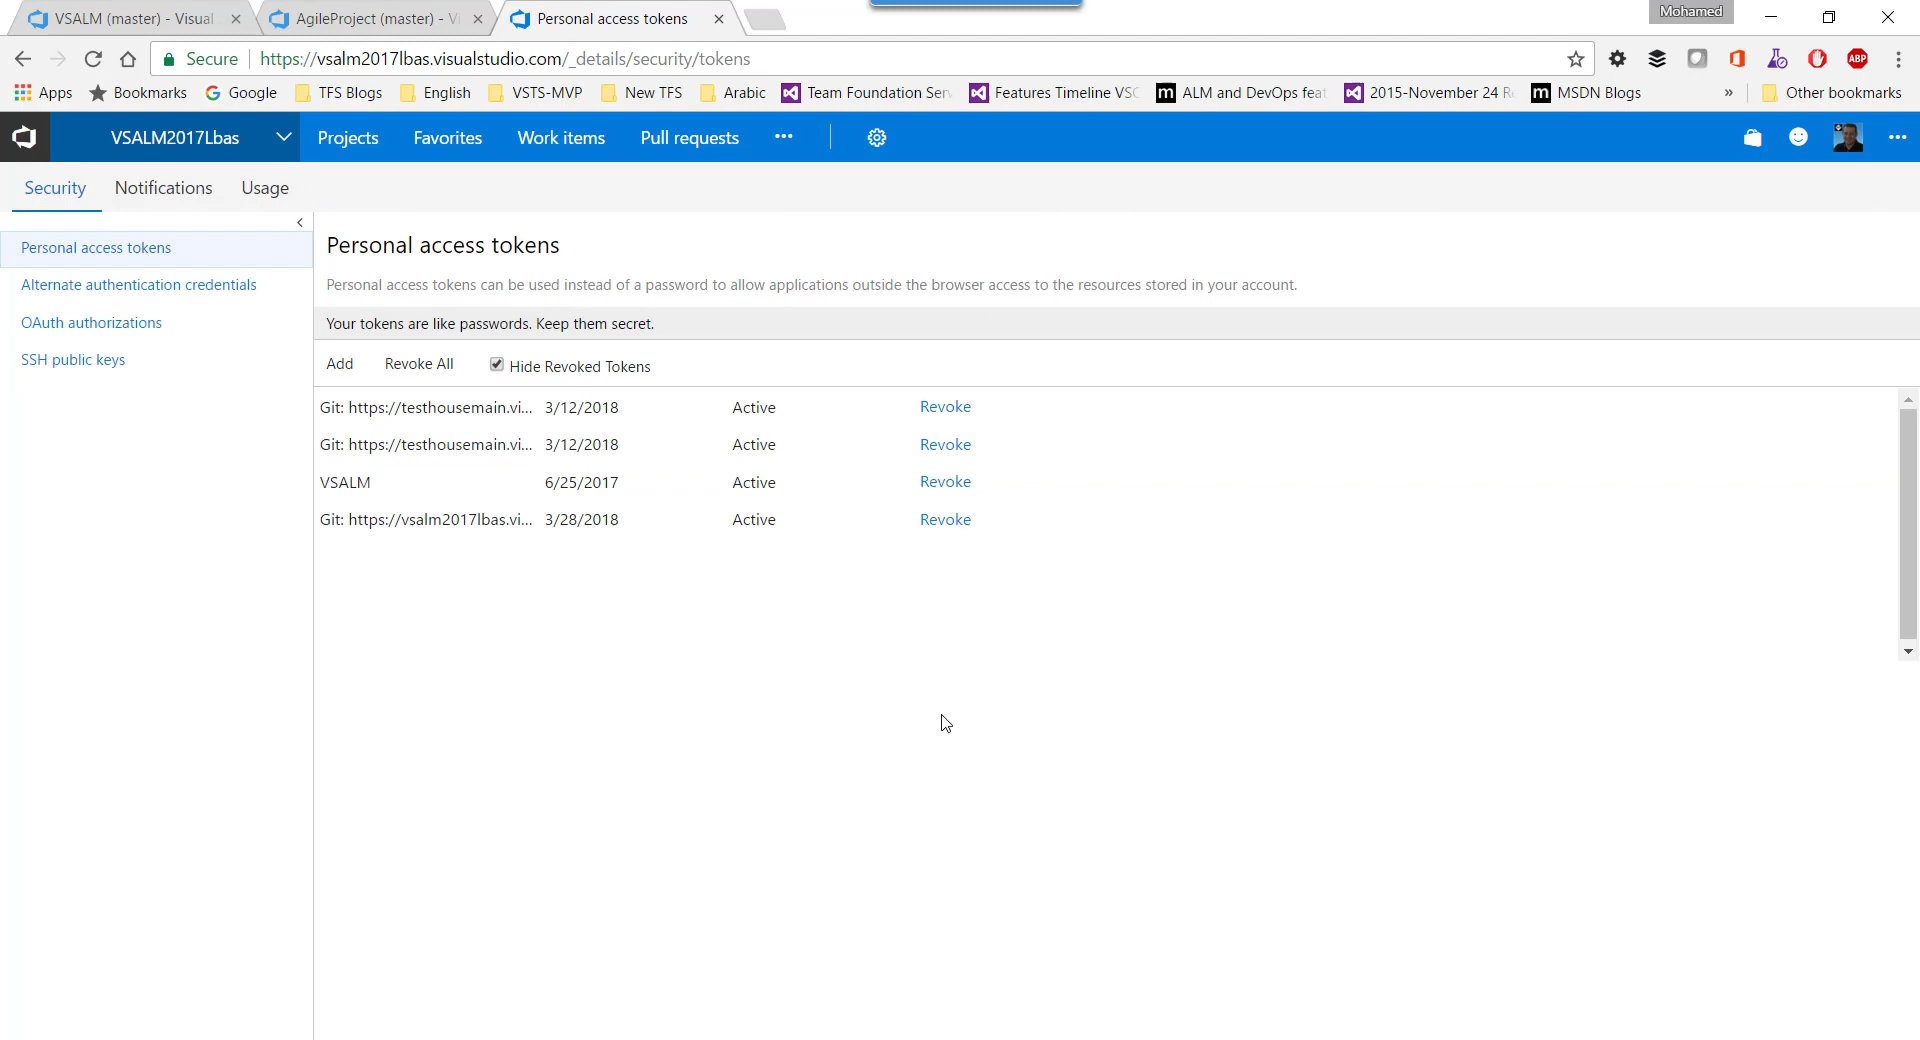 VSALM (master) - Visual
AgileProject (master) - Vi
Personal access tokens
Mohamed
Secure
https://vsalm2017lbas.visualstudio.com/_details/security/tokens
ABP
Apps
Bookmarks
Google
TFS Blogs
English
VSTS-MVP
New TFS
Arabic
Team Foundation Serv
Features Timeline VSO
m
ALM and DevOps feat
2015-November 24 R
m
MSDN Blogs
»
Other bookmarks
VSALM2017Lbas
Projects
Favorites
Work items
Pull requests
Security
Notifications
Usage
Personal access tokens
Alternate authentication credentials
OAuth authorizations
SSH public keys
Personal access tokens
Personal access tokens can be used instead of a password to allow applications outside the browser access to the resources stored in your account.
Your tokens are like passwords. Keep them secret.
Add Revoke All Hide Revoked Tokens
Git: https://testhousemain.vi... 3/12/2018 Active Revoke
Git: https://testhousemain.vi... 3/12/2018 Active Revoke
VSALM 6/25/2017 Active Revoke
Git: https://vsalm2017lbas.vi... 3/28/2018 Active Revoke